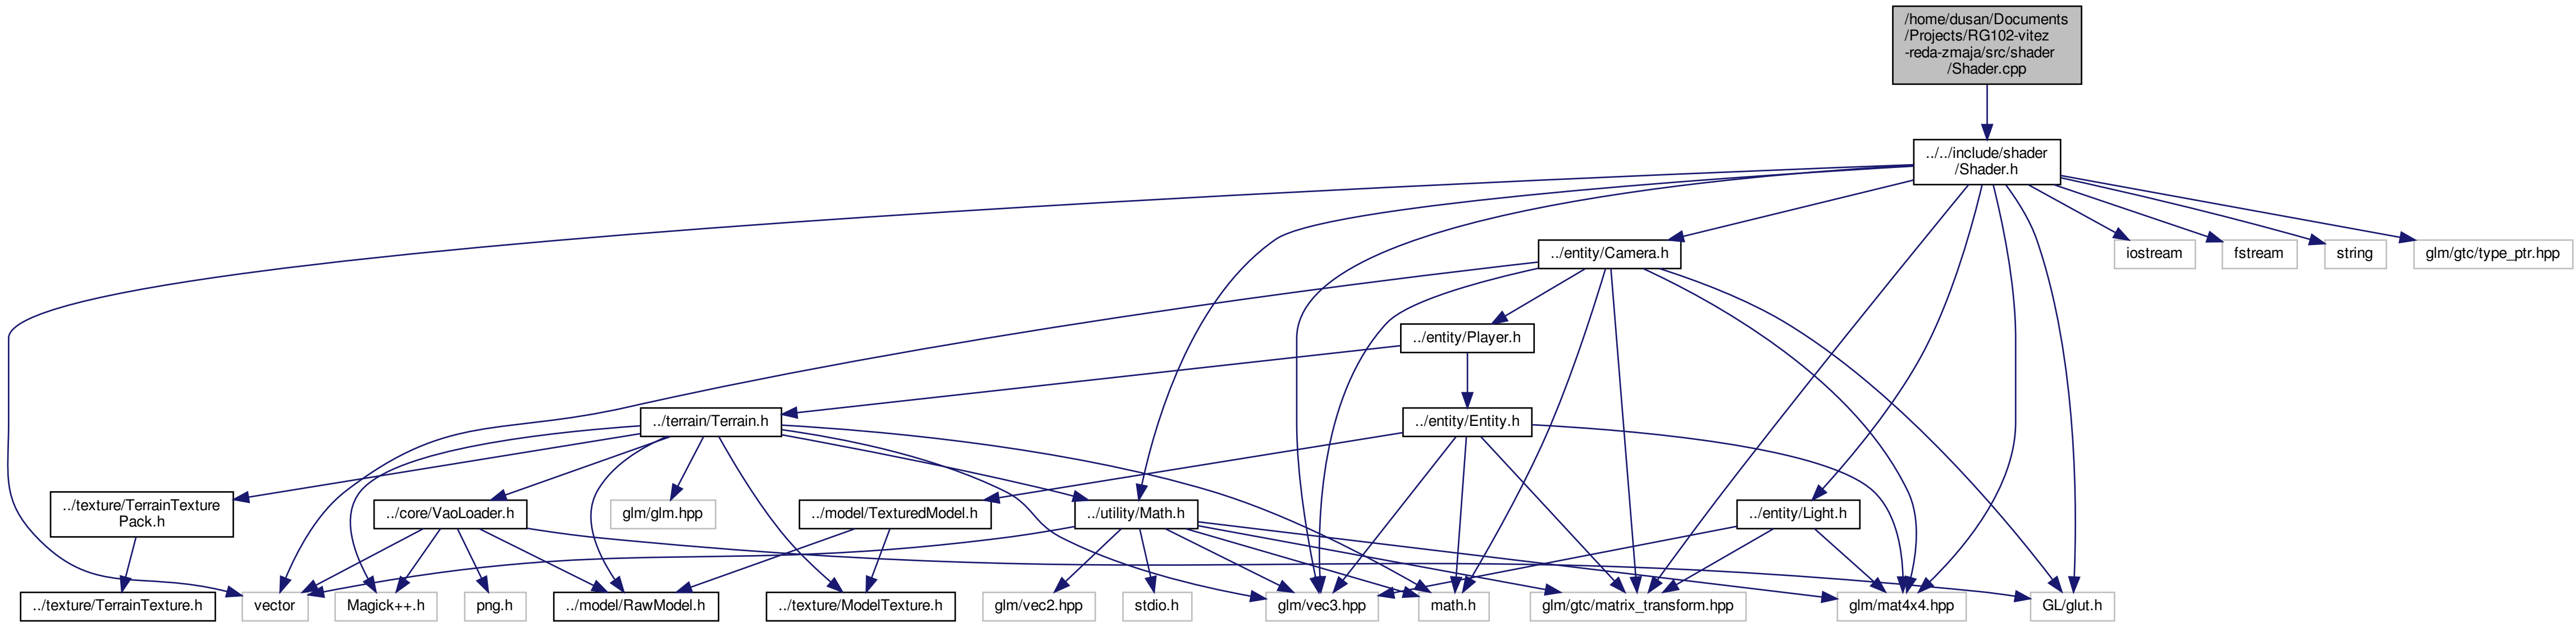 /home/dusan/Documents
/Projects/RG102-vitez
-reda-zmaja/src/shader
/Shader.cpp
../../include/shader
/Shader.h
../entity/Camera.h
iostream
fstream
string
glm/gtc/type_ptr.hpp
../entity/Player.h
../terrain/Terrain.h
../entity/Entity.h
../texture/TerrainTexture
Pack.h
../core/VaoLoader.h
glm/glm.hpp
../model/TexturedModel.h
../utility/Math.h
../entity/Light.h
../texture/TerrainTexture.h
vector
Magick++.h
png.h
../model/RawModel.h
../texture/ModelTexture.h
glm/vec2.hpp
stdio.h
glm/vec3.hpp
math.h
glm/gtc/matrix_transform.hpp
glm/mat4x4.hpp
GL/glut.h